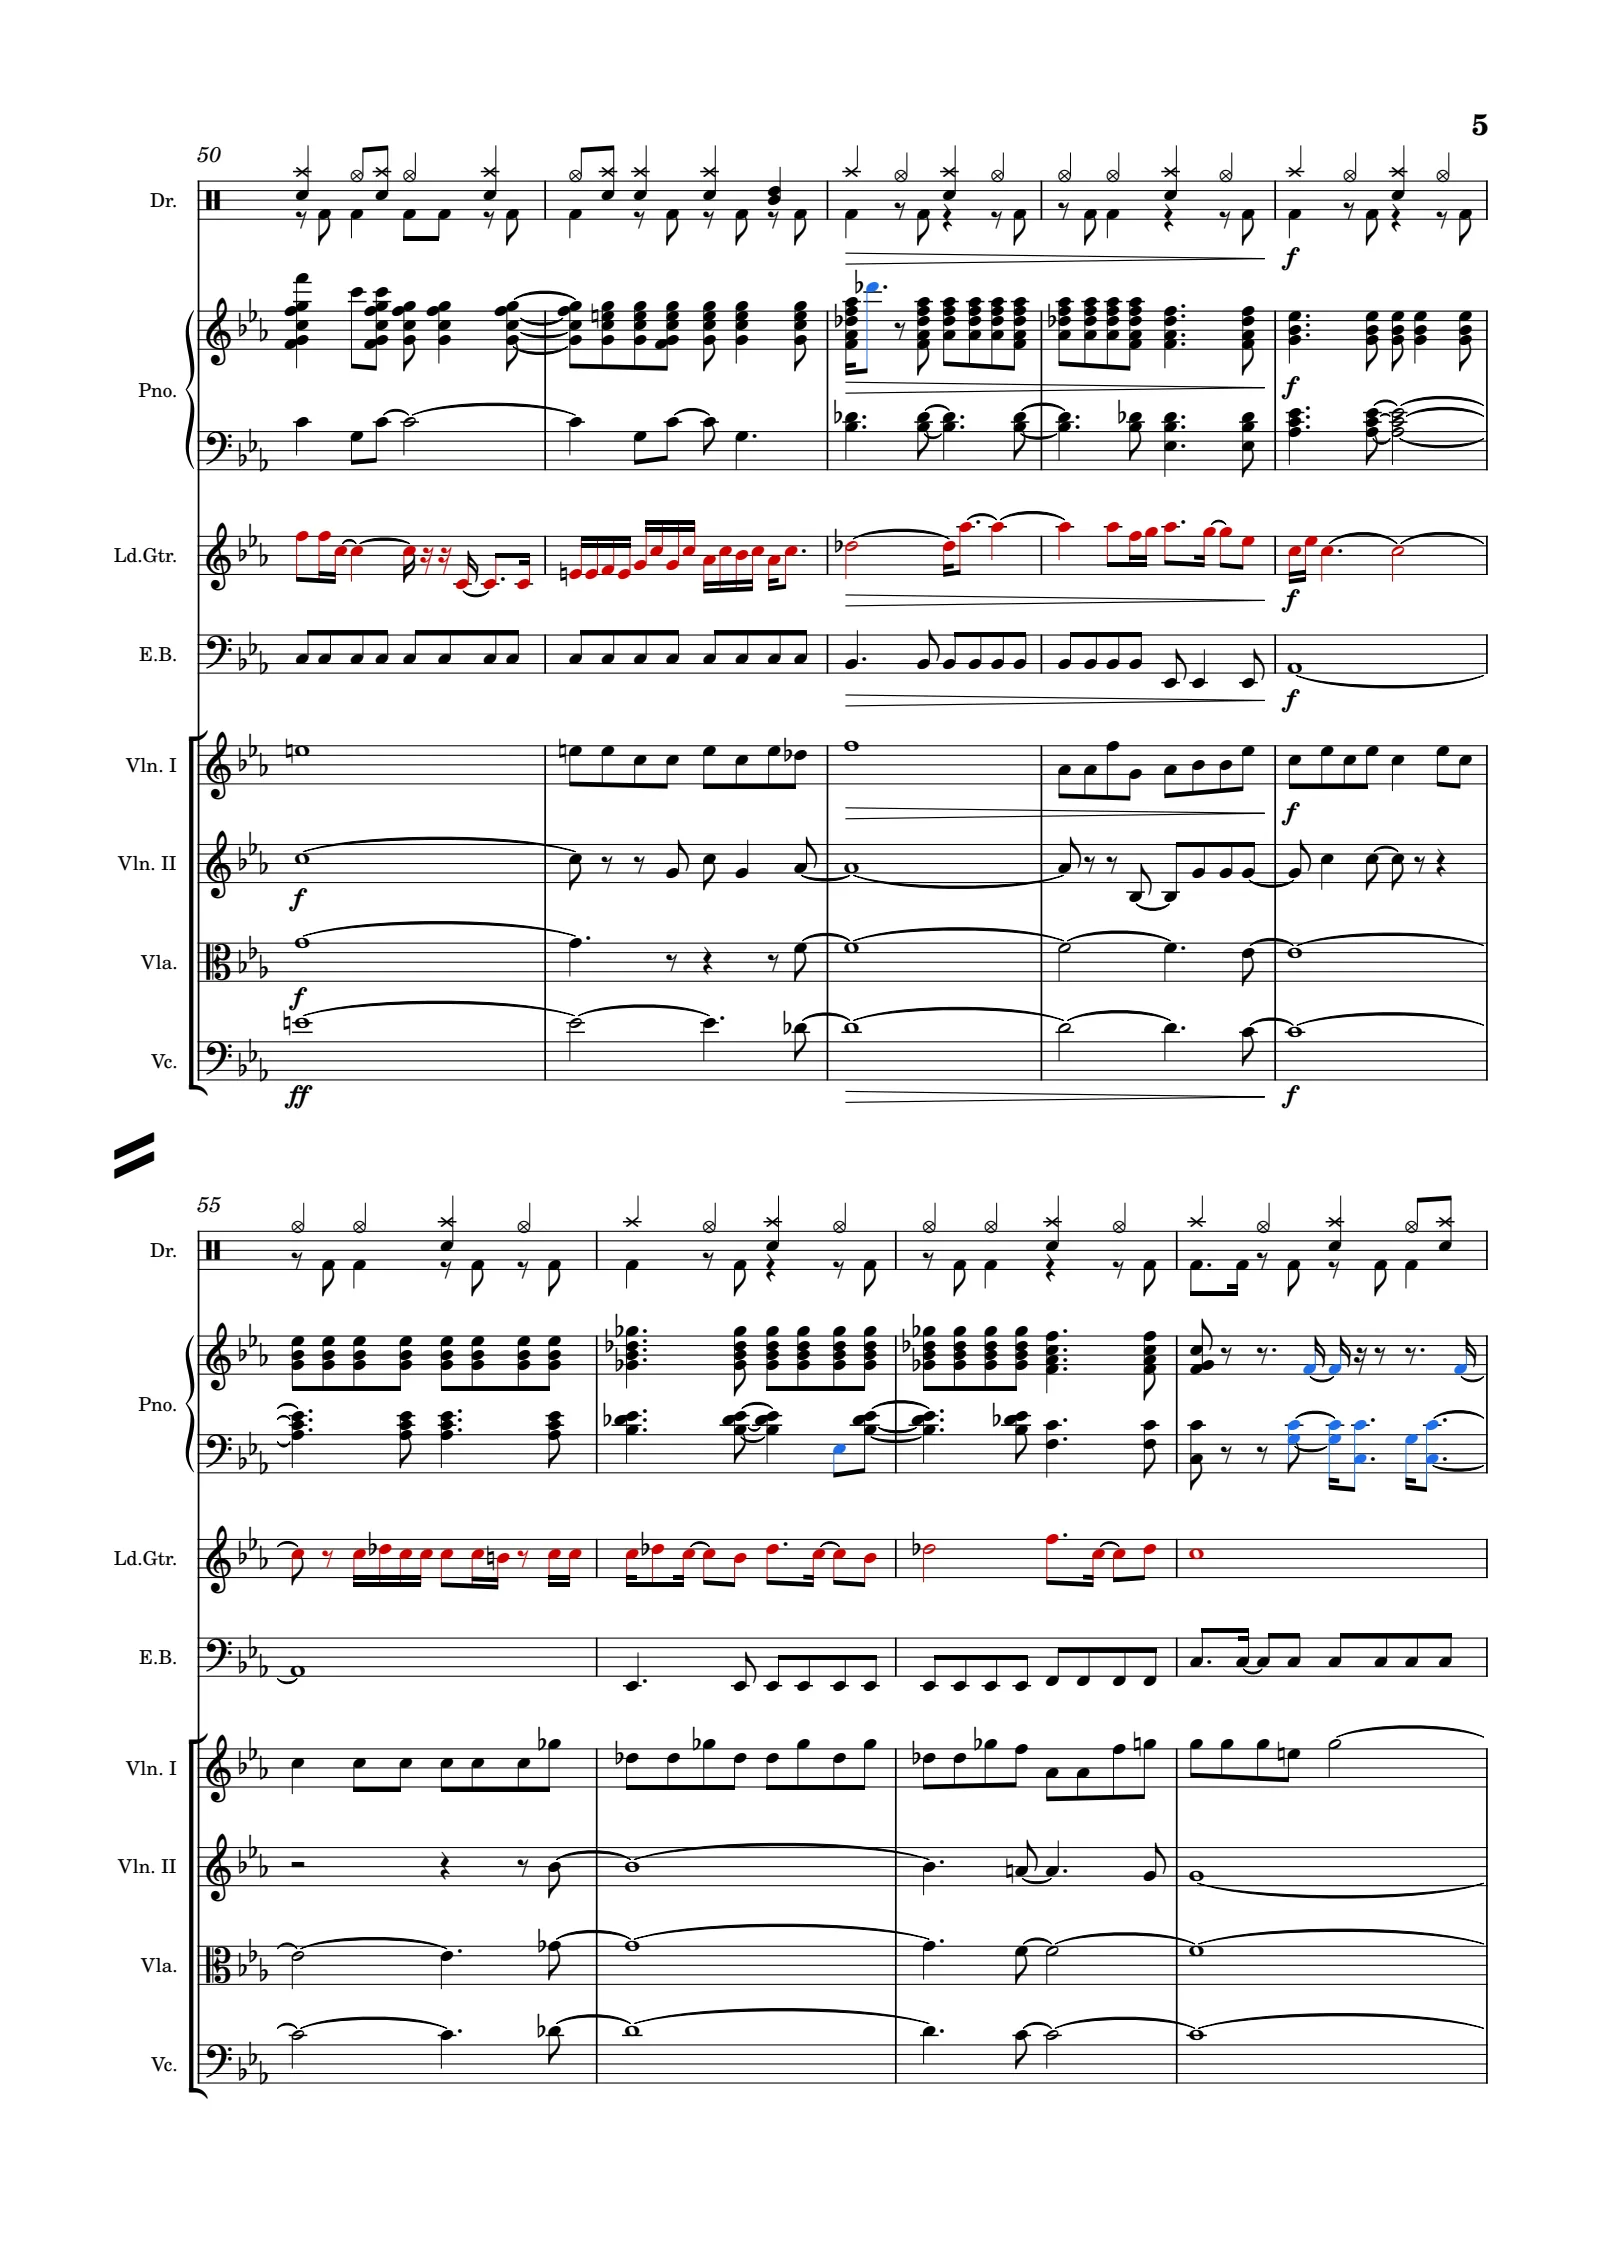 5
50
Dr.
f
Pno.
f
Ld.Gtr.
f
E.B.
f
Vln. I
f
Vln. II
f
Vla.
f
Vc.
ff
f
55
Dr.
Pno.
Ld.Gtr.
E.B.
Vln. I
Vln. II
Vla.
Vc.